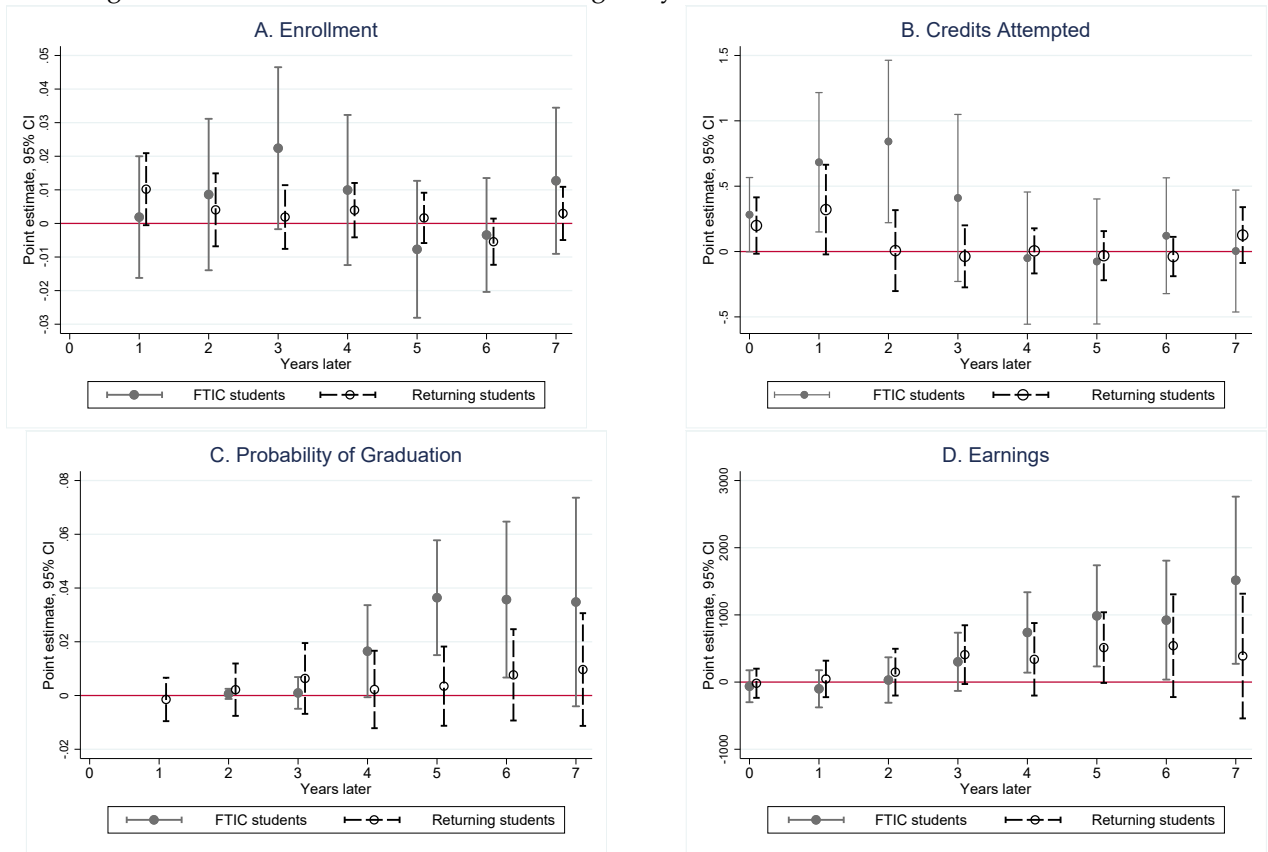 A. Enrollment
Point estimate, 95% CI
.05
.04
.03
.02
.01
0
-.01
-.02
-.03
0 1 2 3 4 5 6 7
Years later
FTIC students Returning students
B. Credits Attempted
Point estimate, 95% CI
1.5
1
.5
0
-.5
0 1 2 3 4 5 6 7
Years later
FTIC students Returning students
C. Probability of Graduation
Point estimate, 95% CI
.08
.06
.04
.02
0
-.02
0 1 2 3 4 5 6 7
Years later
FTIC students Returning students
D. Earnings
Point estimate, 95% CI
3000
2000
1000
0
-1000
0 1 2 3 4 5 6 7
Years later
FTIC students Returning students